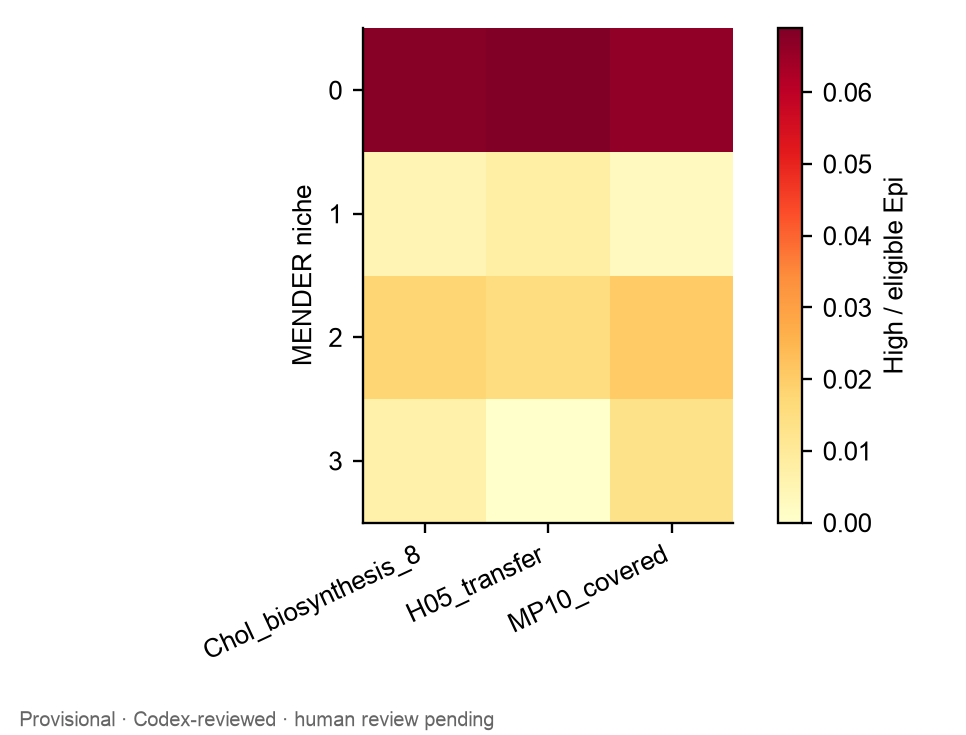 0
1
2
3
MENDER niche
Chol_biosynthesis_8
H05_transfer
MP10_covered
0.06
0.05
0.04
0.03
0.02
0.01
0.00
High / eligible Epi
Provisional · Codex-reviewed · human review pending